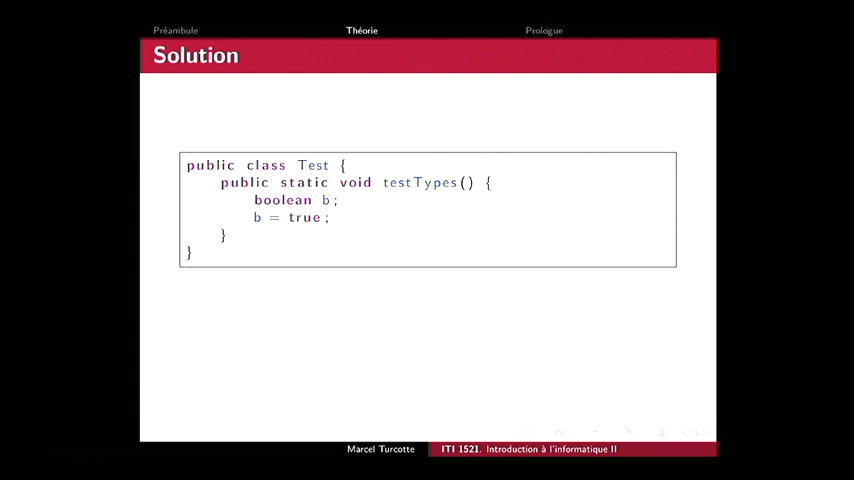 Préambule Théorie Prologue
Solution
public class Test {
public static void testTypes() {
boolean b;
b = true;
}
}
Marcel Turcotte ITI 1521. Introduction à l'informatique II